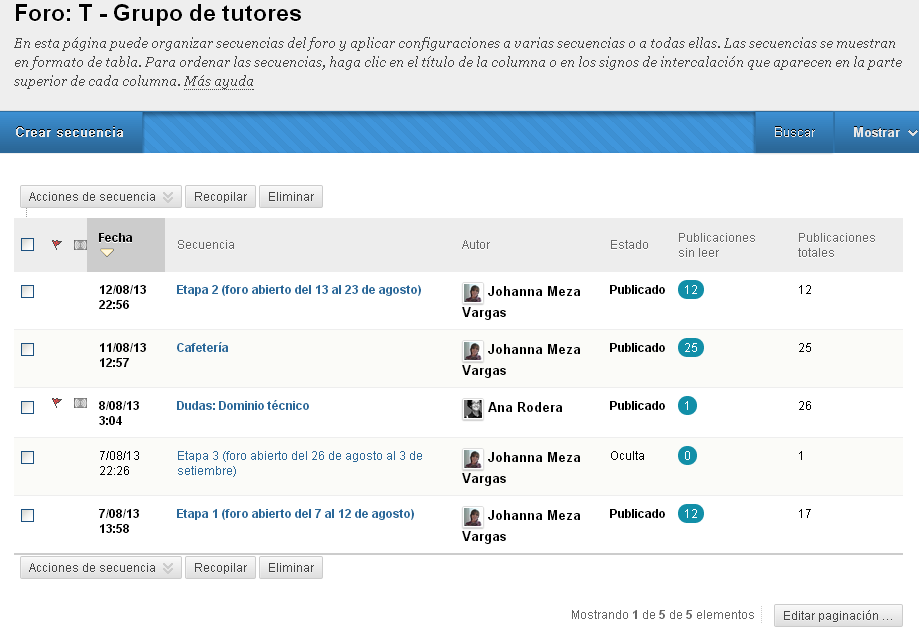 Foro: T - Grupo de tutores
En esta página puede organizar secuencias del foro y aplicar configuraciones a varias secuencias o a todas ellas. Las secuencias se muestran
en formato de tabla. Para ordenar las secuencias, haga clic en el título de la columna o en los signos de intercalación que aparecen en la parte
superior de cada columna. Más ayuda
Crear secuencia Buscar Mostrar
Acciones de secuencia Recopilar Eliminar
Fecha Secuencia Autor Estado Publicaciones sin leer Publicaciones totales
12/08/13 Etapa 2 (foro abierto del 13 al 23 de agosto) Johanna Meza Publicado 12 12
22:56 Vargas
11/08/13 Cafetería Johanna Meza Publicado 25 25
12:57 Vargas
8/08/13 Dudas: Dominio técnico Ana Rodera Publicado 1 26
3:04
7/08/13 Etapa 3 (foro abierto del 26 de agosto al 3 de Johanna Meza Oculta 0 1
22:26 setiembre) Vargas
7/08/13 Etapa 1 (foro abierto del 7 al 12 de agosto) Johanna Meza Publicado 12 17
13:58 Vargas
Acciones de secuencia Recopilar Eliminar
Mostrando 1 de 5 de 5 elementos Editar paginación ...